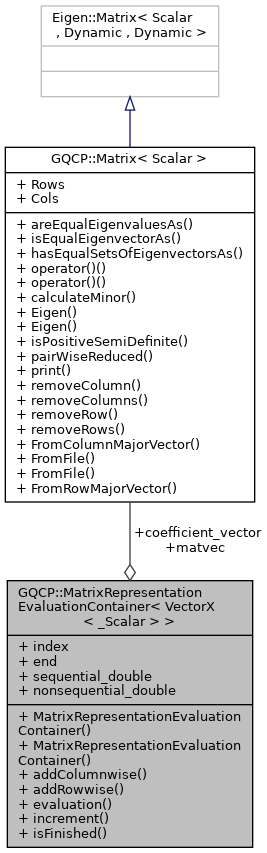 Eigen::Matrix< Scalar
, Dynamic, Dynamic >
GQCP::Matrix< Scalar >
+ Rows
+ Cols
+ areEqualEigenvaluesAs()
+ isEqualEigenvectorAs()
+ hasEqualSetsOfEigenvectorsAs()
+ operator()()
+ operator()()
+ calculateMinor()
+ Eigen()
+ Eigen()
+ isPositiveSemiDefinite()
+ pairWiseReduced()
+ print()
+ removeColumn()
+ removeColumns()
+ removeRow()
+ removeRows()
+ FromColumnMajorVector()
+ FromFile()
+ FromFile()
+ FromRowMajorVector()
+coefficient_vector
+matvec
GQCP::MatrixRepresentation
EvaluationContainer< VectorX
< _Scalar > >
+ index
+ end
+ sequential_double
+ nonsequential_double
+ MatrixRepresentationEvaluation
Container()
+ MatrixRepresentationEvaluation
Container()
+ addColumnwise()
+ addRowwise()
+ evaluation()
+ increment()
+ isFinished()